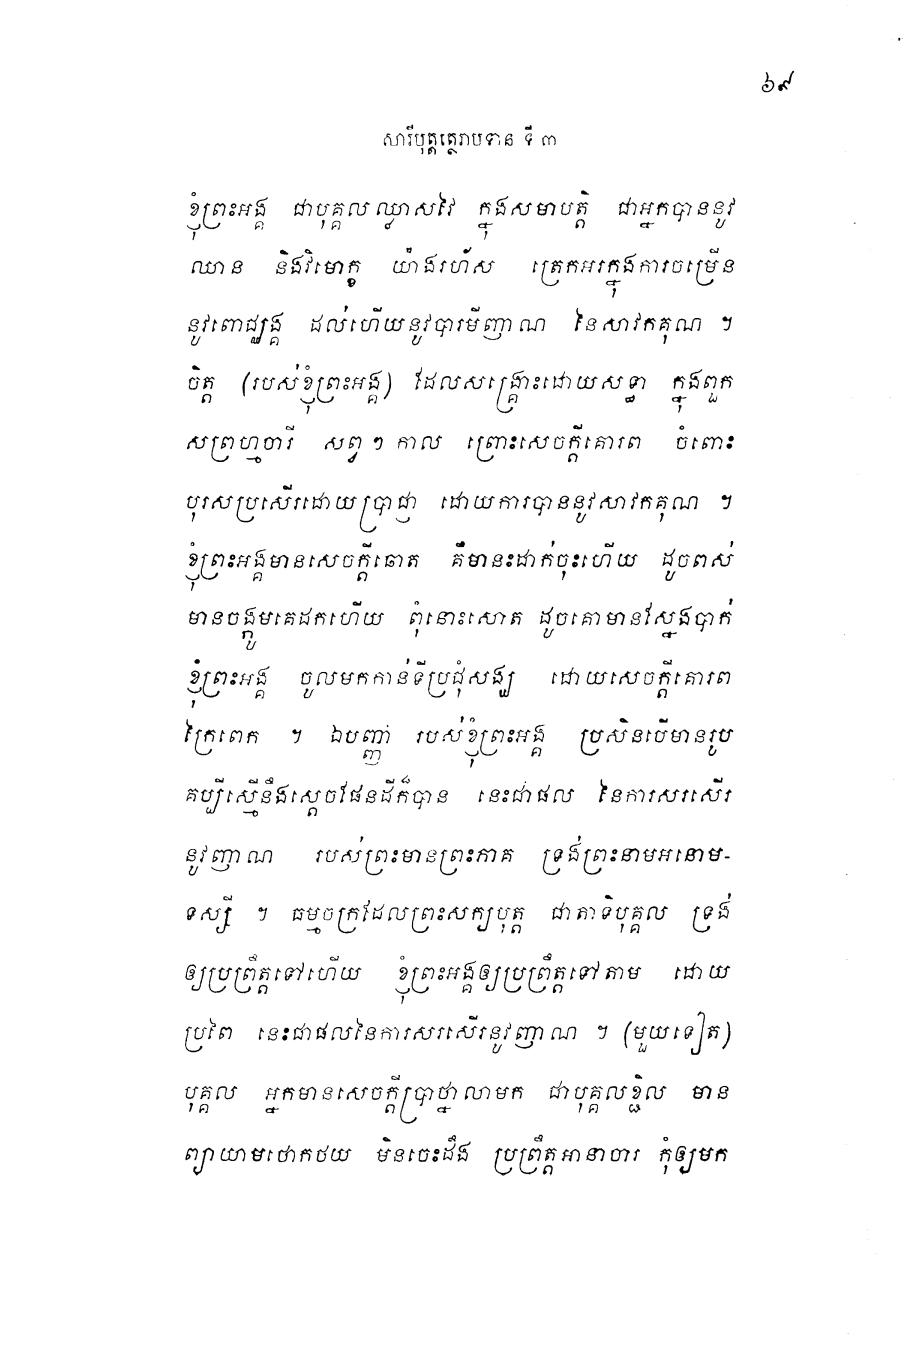 ៦៩
សារីបុត្តត្ថេរាបទាន ទី ៣
ខ្ញុំព្រះអង្គ ជាបុគ្គលឈ្លាសវៃ ក្នុងសមាបត្តិ ជាអ្នកបាននូវ
ឈាន និងវិមោក្ខ យ៉ាងរហ័ស ត្រេកអរក្នុងការចម្រើន
នូវពោជ្ឈង្គ ដល់ហើយនូវបារមីញាណ នៃសាវកគុណ ។
ចិត្ត (របស់ខ្ញុំព្រះអង្គ) ដែលសង្គ្រោះដោយសទ្ធា ក្នុងពួក
សព្រហ្មចារី សព្វ ៗ កាល ព្រោះសេចក្តីគោរព ចំពោះ
បុរសប្រសើរដោយប្រាជ្ញា ដោយការបាននូវសាវកគុណ ។
ខ្ញុំព្រះអង្គមានសេចក្តីឆោត គឺមានះដាក់ចុះហើយ ដូចពស់
មានចង្កូមគេដកហើយ ពុំនោះសោត ដូចគោមានស្នែងបាក់
ខ្ញុំព្រះអង្គ ចូលមកកាន់ទីប្រជុំសង្ឃ ដោយសេចក្តីគោរព
ក្រៃពេក ។ ឯបញ្ញា របស់ខ្ញុំព្រះអង្គ ប្រសិនបើមានរូប
គប្បីស្មើនឹងស្តេចផែនដីក៏បាន នេះជាផល នៃការសរសើរ
នូវញាណ របស់ព្រះមានព្រះភាគ ទ្រង់ព្រះនាមអនោម-
ទស្សី ។ ធម្មចក្រដែលព្រះសក្យបុត្ត ជាតាទិបុគ្គល ទ្រង់
ឲ្យប្រព្រឹត្តទៅហើយ ខ្ញុំព្រះអង្គឲ្យប្រព្រឹត្តទៅតាម ដោយ
ប្រពៃ នេះជាផលនៃការសរសើរនូវញាណ ។ (មួយទៀត)
បុគ្គល អ្នកមានសេចក្តីប្រាថ្នាលាមក ជាបុគ្គលខ្ជិល មាន
ព្យាយាមថោកថយ មិនចេះដឹង ប្រព្រឹត្តអនាចារ កុំឲ្យមក